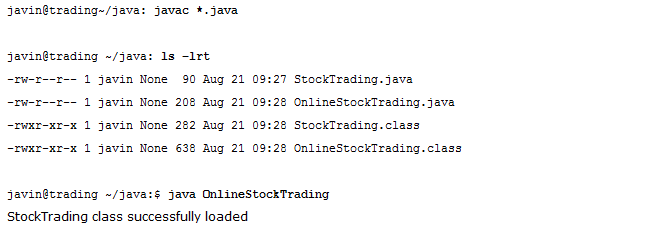 javin@trading~/java: javac *.java
javin@trading ~/java: ls -lrt
-rw-r--r-- 1 javin None  90 Aug 21 09:27 StockTrading.java
-rw-r--r-- 1 javin None 208 Aug 21 09:28 OnlineStockTrading.java
-rwxr-xr-x 1 javin None 282 Aug 21 09:28 StockTrading.class
-rwxr-xr-x 1 javin None 638 Aug 21 09:28 OnlineStockTrading.class
javin@trading ~/java:$ java OnlineStockTrading
StockTrading class successfully loaded